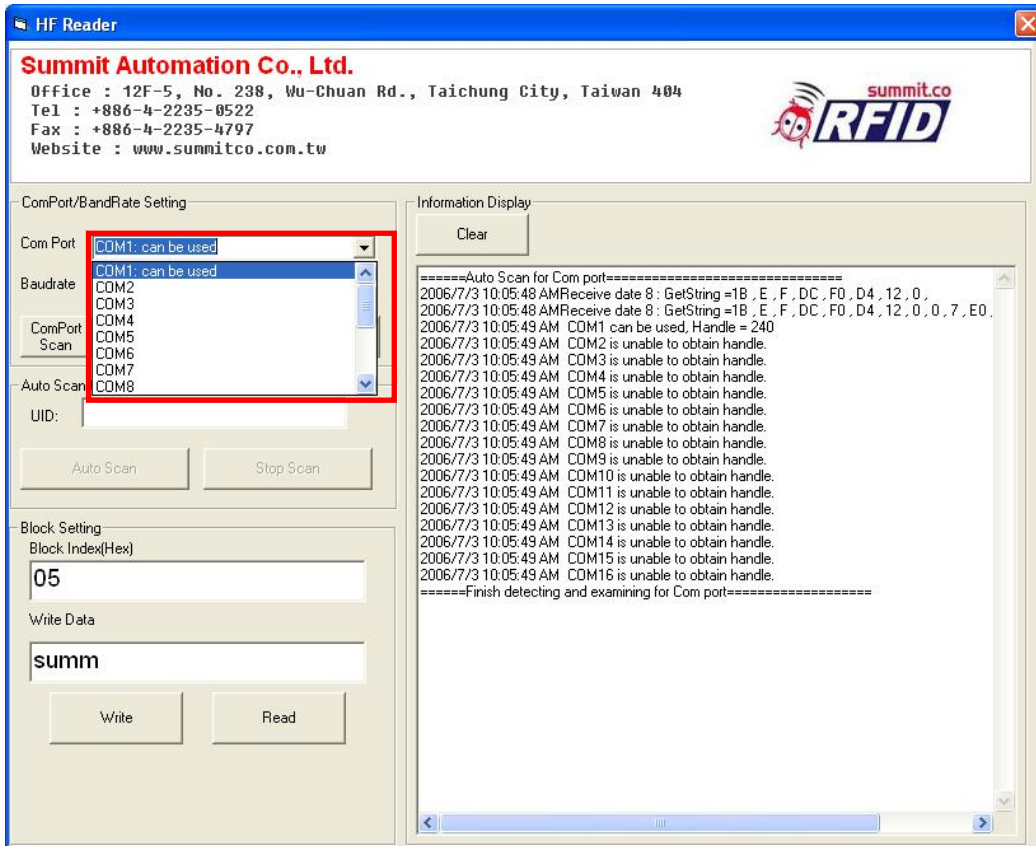 HF Reader
Summit Automation Co., Ltd.
Office : 12F-5, No. 238, Wu-Chuan Rd., Taichung City, Taiwan 404
Tel : +886-4-2235-0522
Fax : +886-4-2235-4797
Website : www.summitco.com.tw
summit.co
RFID
ComPort/BandRate Setting
Com Port
COM1: can be used
COM1: can be used
COM2
COM3
COM4
COM5
COM6
COM7
COM8
Baudrate
ComPort
Scan
Auto Scan
UID:
Auto Scan
Stop Scan
Block Setting
Block Index(Hex)
05
Write Data
summ
Write
Read
Information Display
Clear
======Auto Scan for Com port================================
2006/7/3 10:05:48 AMReceive date 8 : GetString =1B , E , F , DC , F0 , D4 , 12 , 0 ,
2006/7/3 10:05:48 AMReceive date 8 : GetString =1B , E , F , DC , F0 , D4 , 12 , 0 , 0 , 7 , E0 ,
2006/7/3 10:05:49 AM  COM1 can be used, Handle = 240
2006/7/3 10:05:49 AM  COM2 is unable to obtain handle.
2006/7/3 10:05:49 AM  COM3 is unable to obtain handle.
2006/7/3 10:05:49 AM  COM4 is unable to obtain handle.
2006/7/3 10:05:49 AM  COM5 is unable to obtain handle.
2006/7/3 10:05:49 AM  COM6 is unable to obtain handle.
2006/7/3 10:05:49 AM  COM7 is unable to obtain handle.
2006/7/3 10:05:49 AM  COM8 is unable to obtain handle.
2006/7/3 10:05:49 AM  COM9 is unable to obtain handle.
2006/7/3 10:05:49 AM  COM10 is unable to obtain handle.
2006/7/3 10:05:49 AM  COM11 is unable to obtain handle.
2006/7/3 10:05:49 AM  COM12 is unable to obtain handle.
2006/7/3 10:05:49 AM  COM13 is unable to obtain handle.
2006/7/3 10:05:49 AM  COM14 is unable to obtain handle.
2006/7/3 10:05:49 AM  COM15 is unable to obtain handle.
2006/7/3 10:05:49 AM  COM16 is unable to obtain handle.
======Finish detecting and examining for Com port===================